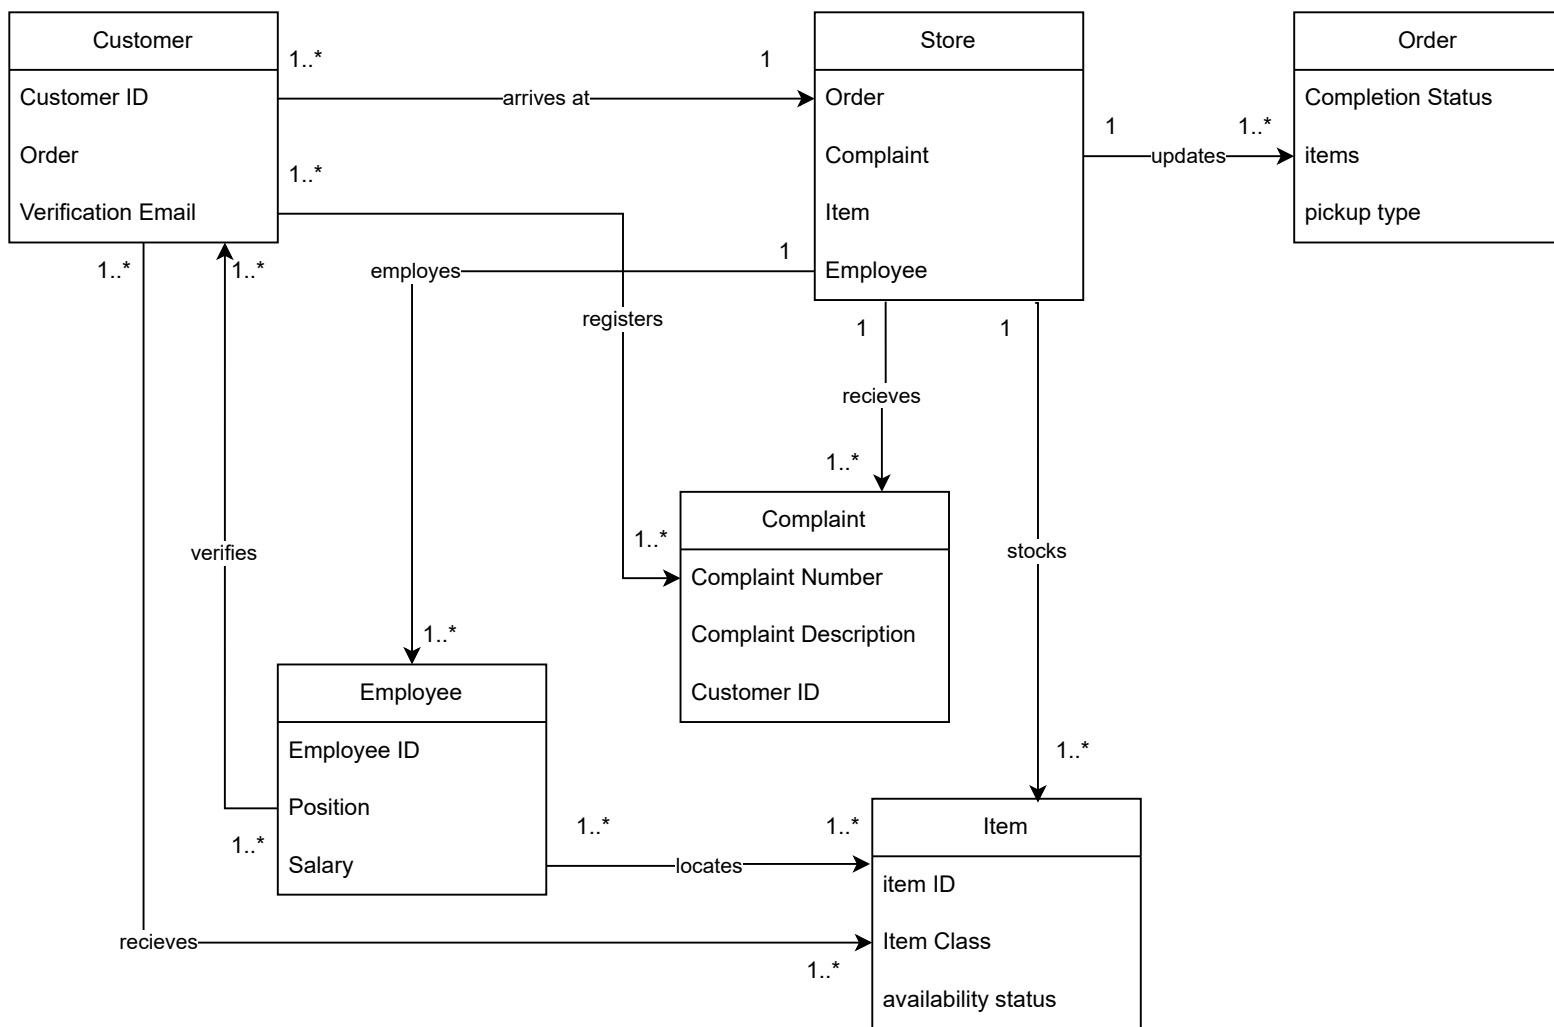 Customer
Customer ID
Order
Verification Email
1..*
1
arrives at
1..*
Store
Order
Complaint
Item
Employee
1
1..*
updates
Order
Completion Status
items
pickup type
1..*
1..*
employes
1
registers
1
1
recieves
1..*
stocks
verifies
1..*
Complaint
Complaint Number
Complaint Description
Customer ID
1..*
Employee
Employee ID
Position
Salary
1..*
1..*
1..*
locates
1..*
Item
item ID
Item Class
availability status
recieves
1..*